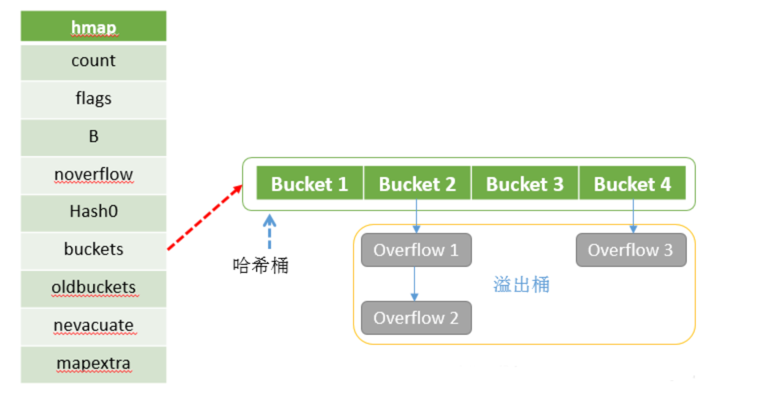 hmap
count
flags
B
noverflow
Hash0
buckets
oldbuckets
nevacuate
mapextra
Bucket 1
Bucket 2
Bucket 3
Bucket 4
哈希桶
Overflow 1
Overflow 3
溢出桶
Overflow 2